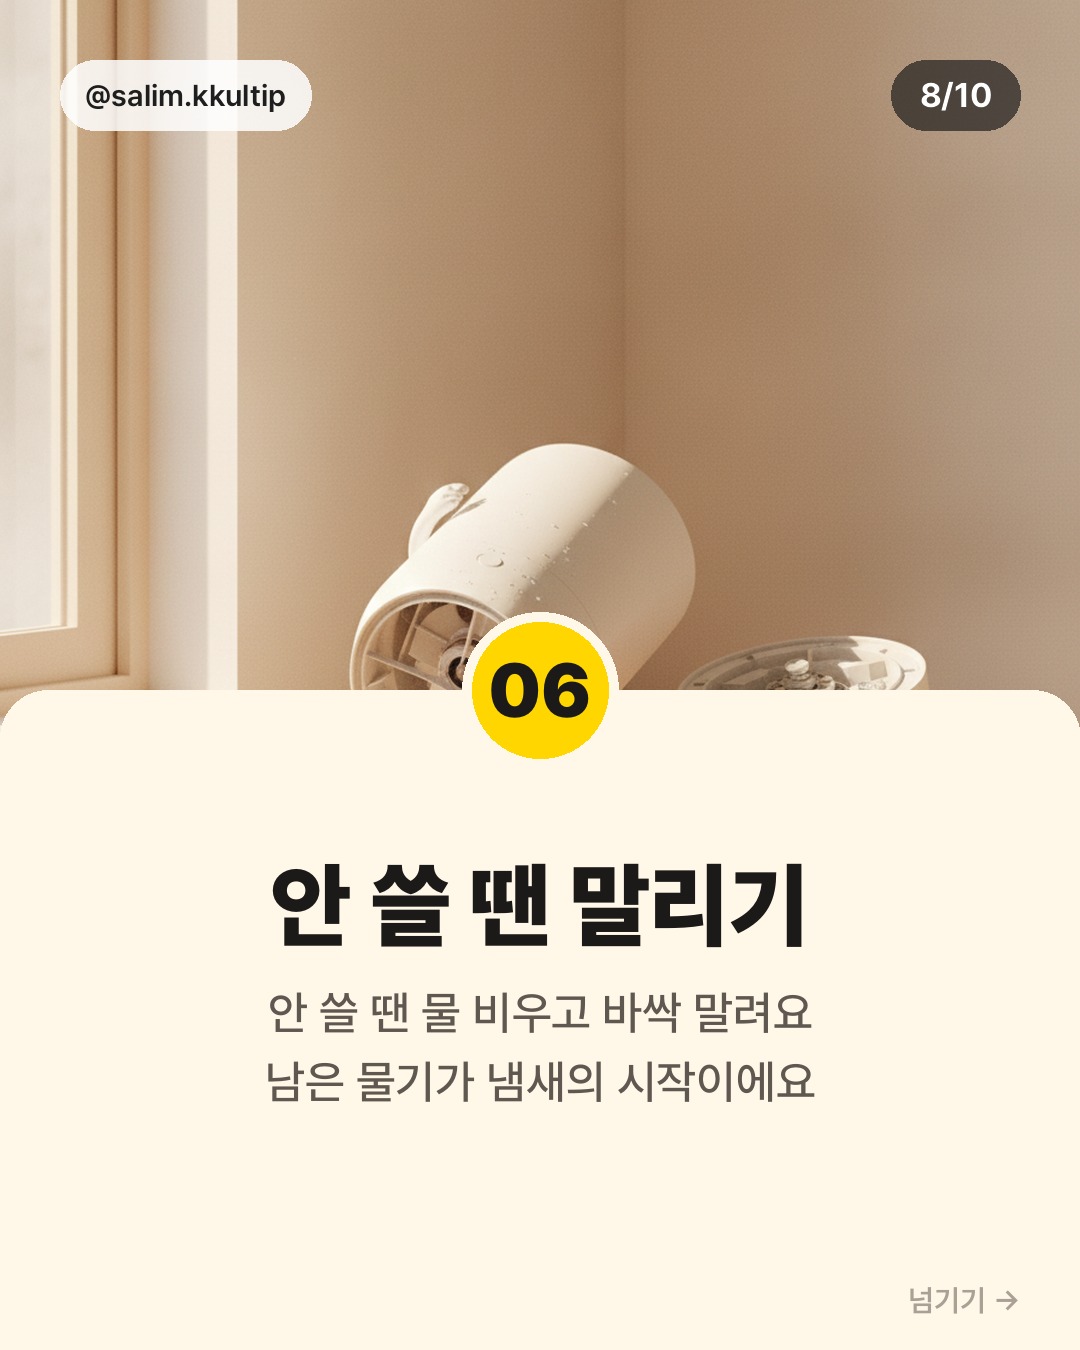 @salim.kkultip
8/10
06
안 쓸 땐 말리기
안 쓸 땐 물 비우고 바싹 말려요
남은 물기가 냄새의 시작이에요
넘기기 →